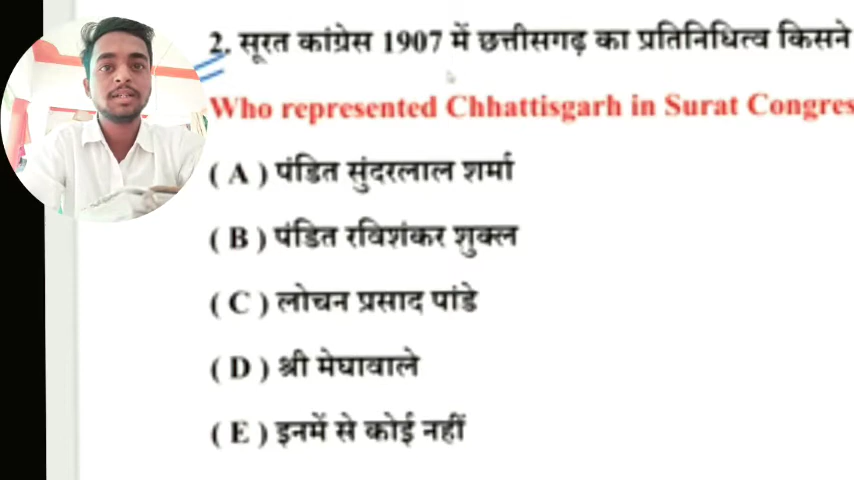 2. सूरत कांग्रेस 1907 में छत्तीसगढ़ का प्रतिनिधित्व किसने
Who represented Chhattisgarh in Surat Congres
( A ) पंडित सुंदरलाल शर्मा
( B ) पंडित रविशंकर शुक्ल
( C ) लोचन प्रसाद पांडे
( D ) श्री मेघावाले
( E ) इनमें से कोई नहीं